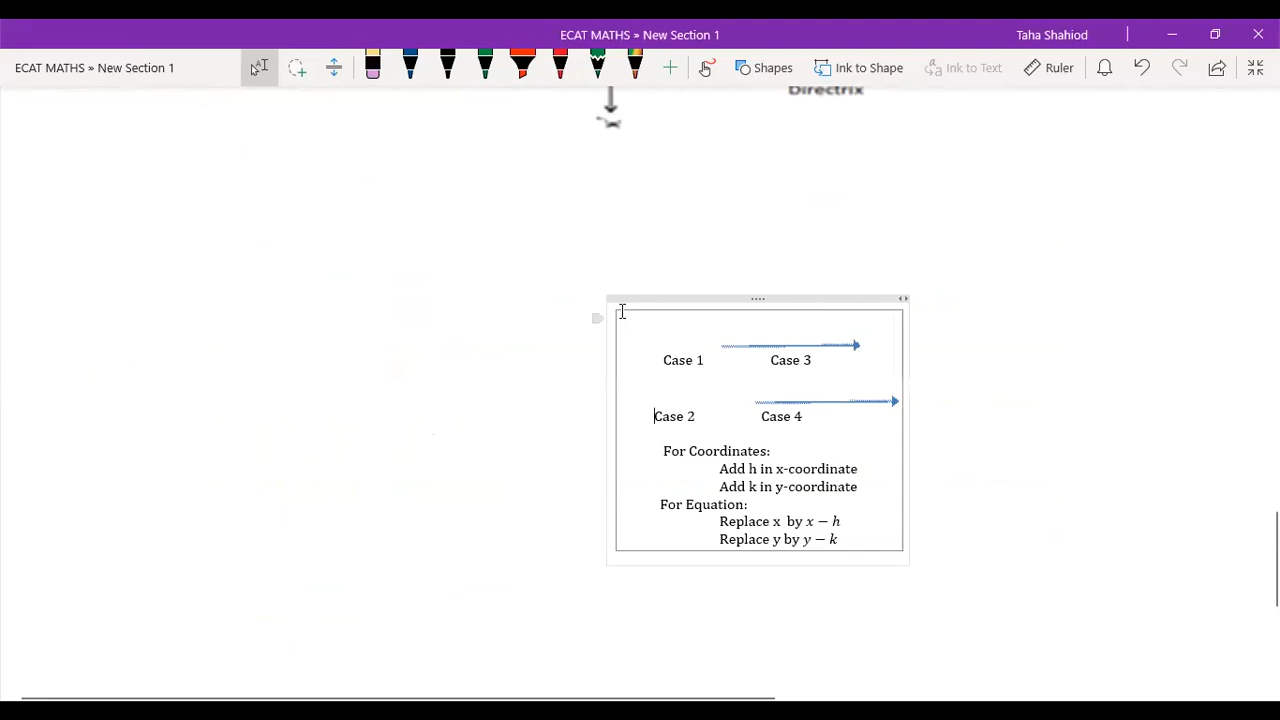 ECAT MATHS » New Section 1
Taha Shahiod
ECAT MATHS » New Section 1
Shapes
Ink to Shape
Ink to Text
Ruler
Directrix
Case 1 Case 3
Case 2 Case 4
For Coordinates:
Add h in x-coordinate
Add k in y-coordinate
For Equation:
Replace x by x − h
Replace y by y − k